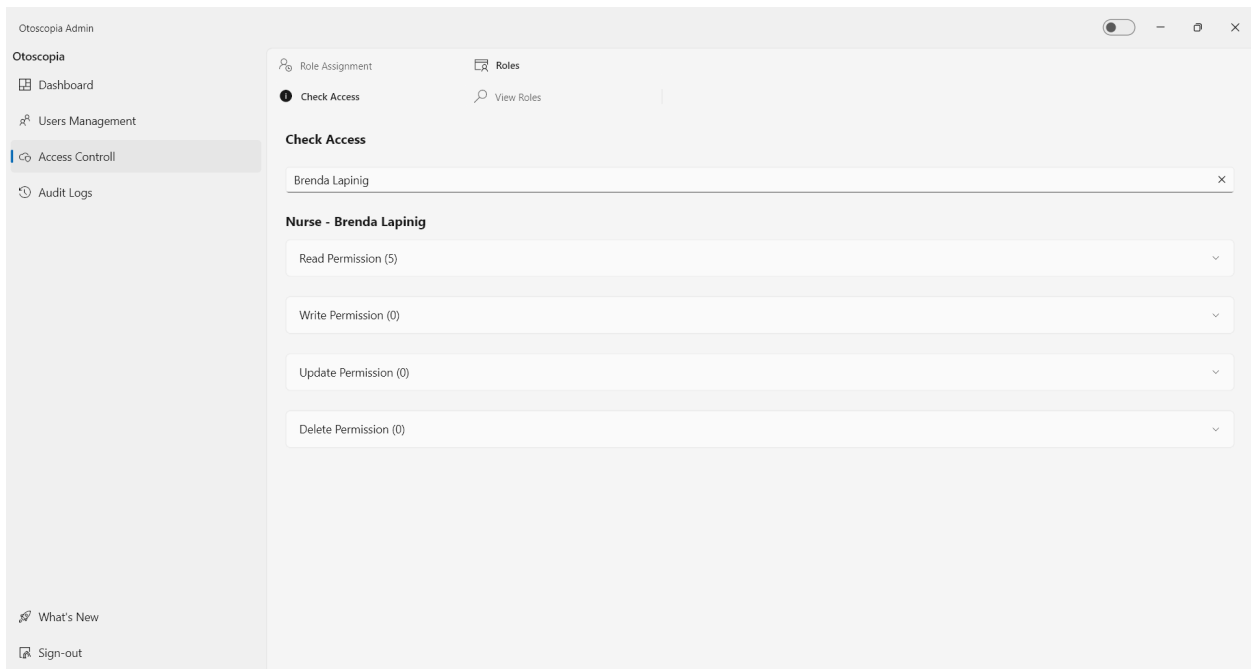 Otoscopia Admin
Otoscopia
Dashboard
Users Management
Access Controll
Audit Logs
What's New
Sign-out
Role Assignment
Roles
Check Access
View Roles
Check Access
Brenda Lapinig
Nurse - Brenda Lapinig
Read Permission (5)
Write Permission (0)
Update Permission (0)
Delete Permission (0)